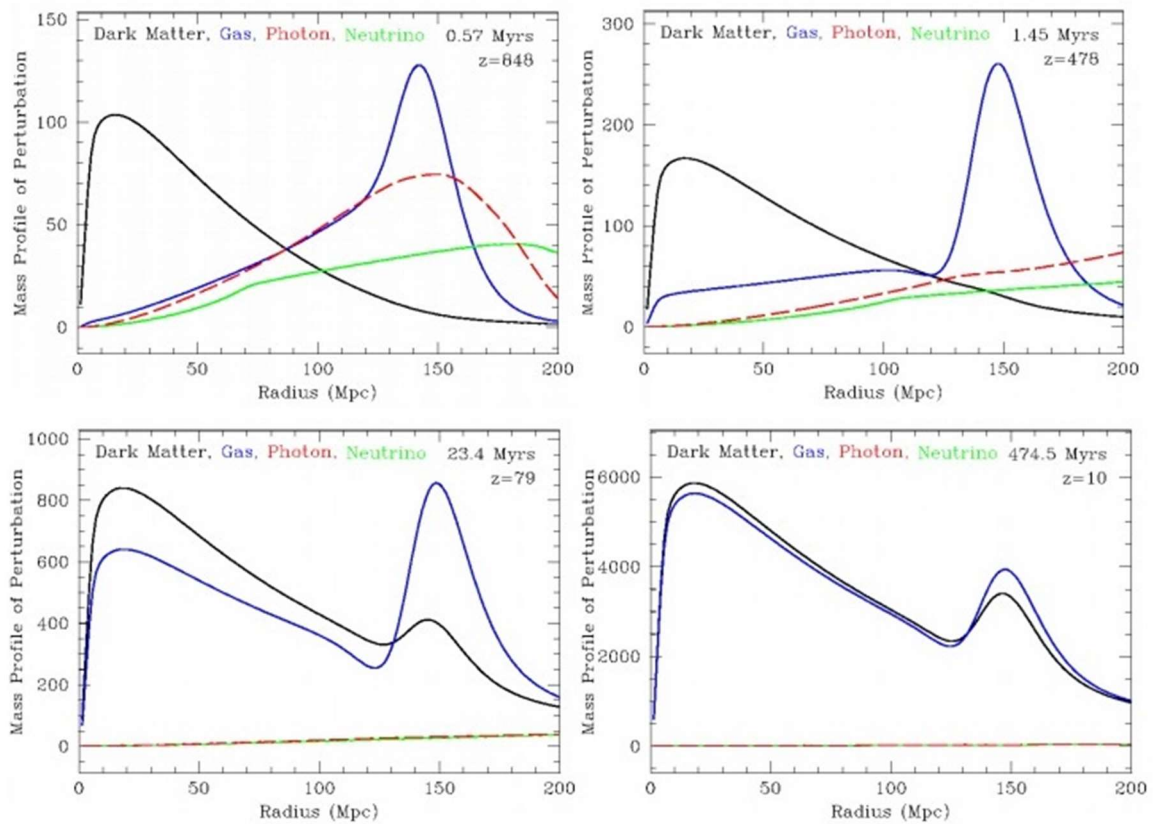 Dark Matter, Gas, Photon, Neutrino 0.57 Myrs
z=848
Mass Profile of Perturbation
150
100
50
0
0 50 100 150 200
Radius (Mpc)
Dark Matter, Gas, Photon, Neutrino 1.45 Myrs
z=478
Mass Profile of Perturbation
300
200
100
0
0 50 100 150 200
Radius (Mpc)
Dark Matter, Gas, Photon, Neutrino 23.4 Myrs
z=79
Mass Profile of Perturbation
1000
800
600
400
200
0
0 50 100 150 200
Radius (Mpc)
Dark Matter, Gas, Photon, Neutrino 474.5 Myrs
z=10
Mass Profile of Perturbation
6000
4000
2000
0
0 50 100 150 200
Radius (Mpc)